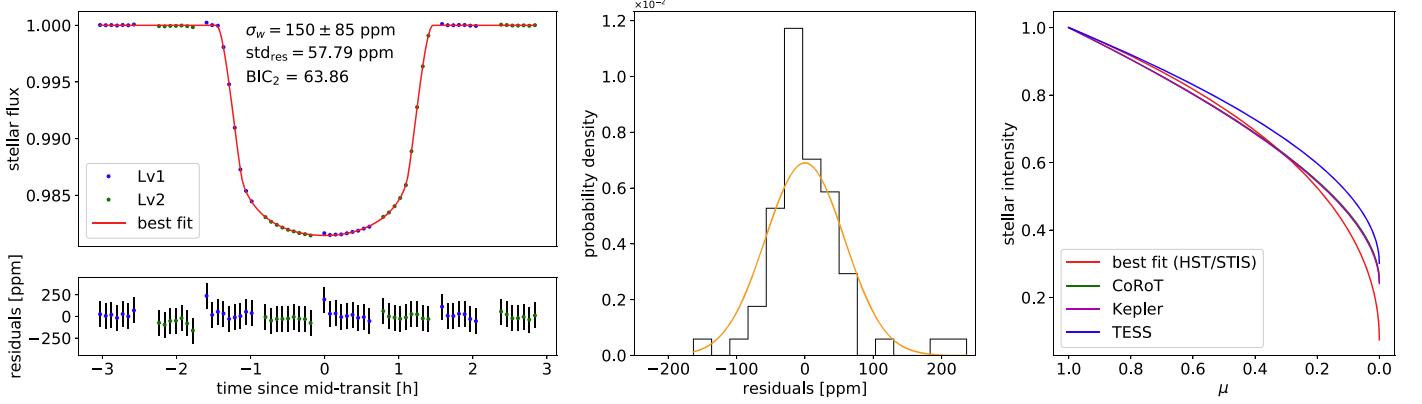 1.000
0.995
0.990
0.985
stellar flux
σw = 150 ± 85 ppm
stdres = 57.79 ppm
BIC2 = 63.86
Lv1
Lv2
best fit
250
0
−250
residuals [ppm]
−3 −2 −1 0 1 2 3
time since mid-transit [h]
×10⁻²
1.2
1.0
0.8
0.6
0.4
0.2
0.0
probability density
−200 −100 0 100 200
residuals [ppm]
1.0
0.8
0.6
0.4
0.2
stellar intensity
best fit (HST/STIS)
CoRoT
Kepler
TESS
1.0 0.8 0.6 0.4 0.2 0.0
μ